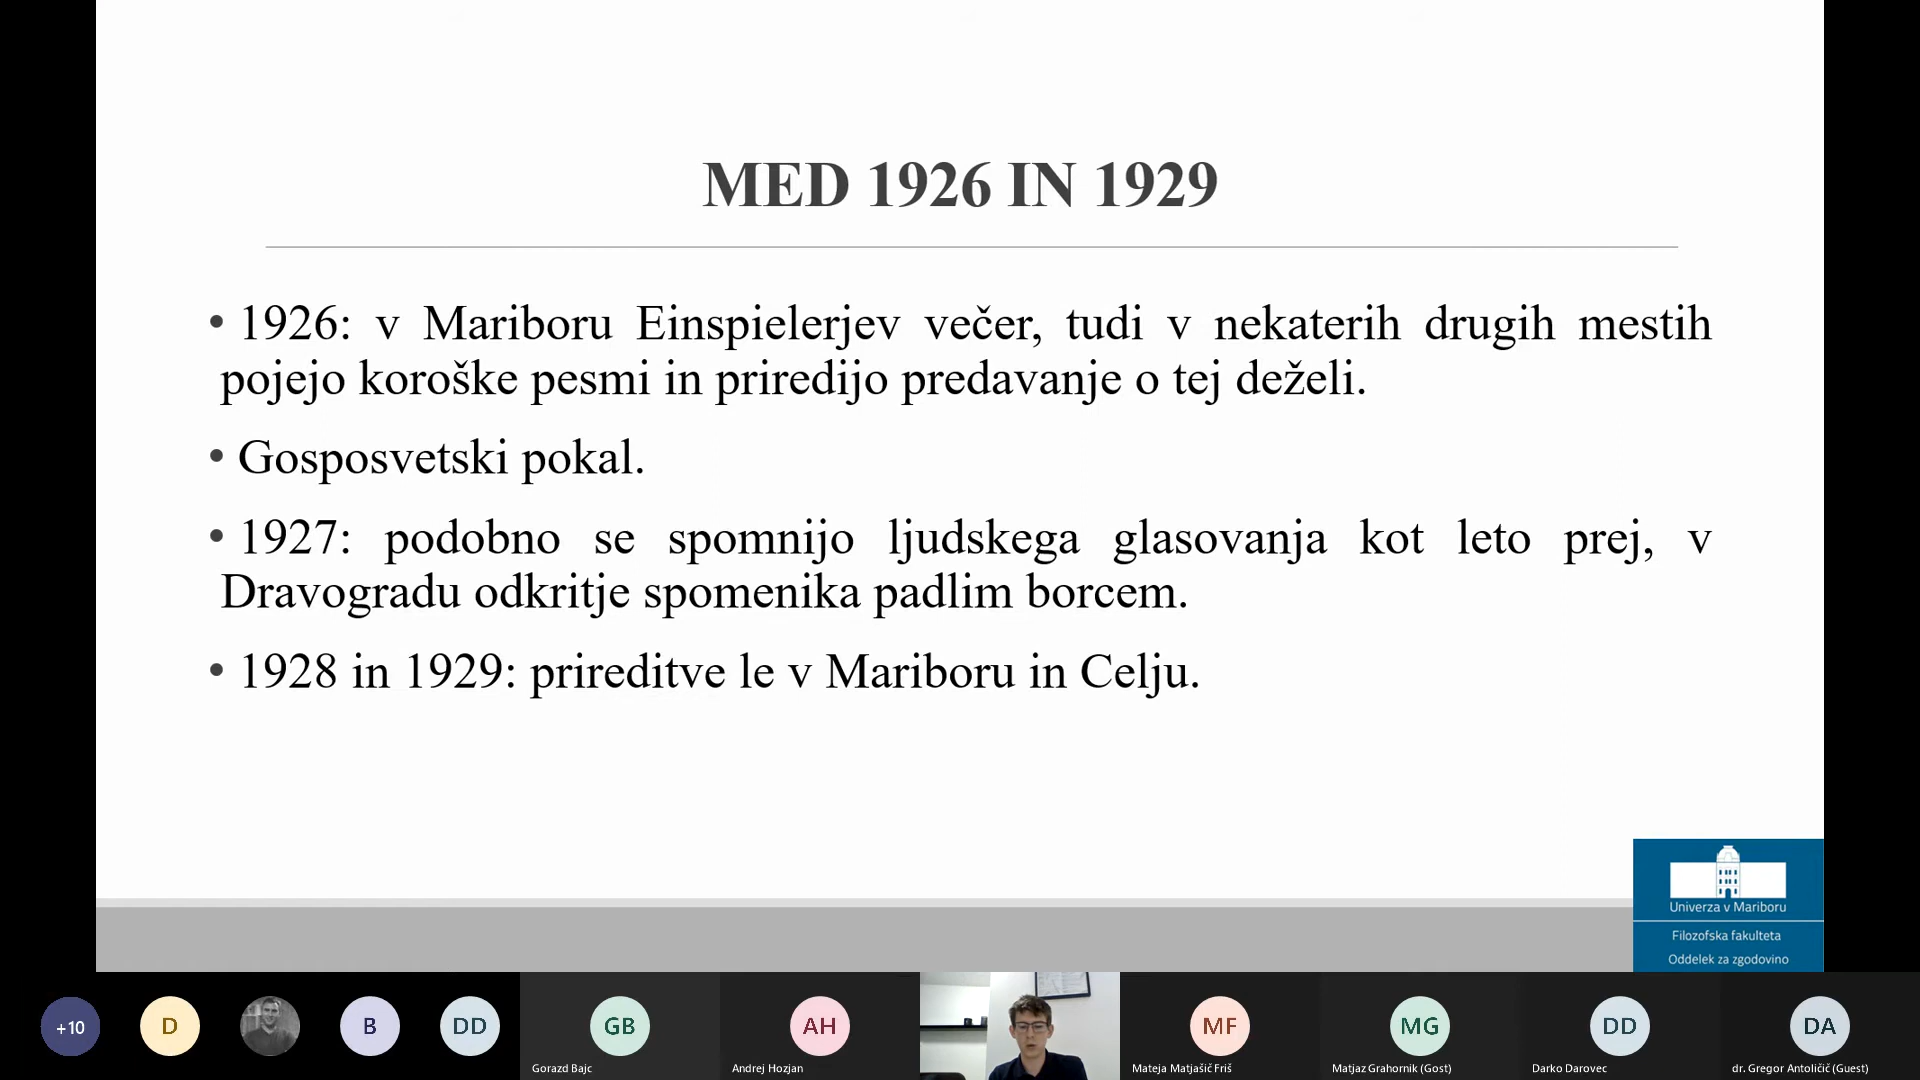 MED 1926 IN 1929
• 1926: v Mariboru Einspielerjev večer, tudi v nekaterih drugih mestih
pojejo koroške pesmi in priredijo predavanje o tej deželi.
• Gosposvetski pokal.
• 1927: podobno se spomnijo ljudskega glasovanja kot leto prej, v
Dravogradu odkritje spomenika padlim borcem.
• 1928 in 1929: prireditve le v Mariboru in Celju.
Univerza v Mariboru
Filozofska fakulteta
Oddelek za zgodovino
+10
D
B
DD
GB
AH
MF
MG
DD
DA
Gorazd Bajc
Andrej Hozjan
Mateja Matjašič Friš
Matjaz Grahornik (Gost)
Darko Darovec
dr. Gregor Antoličič (Guest)